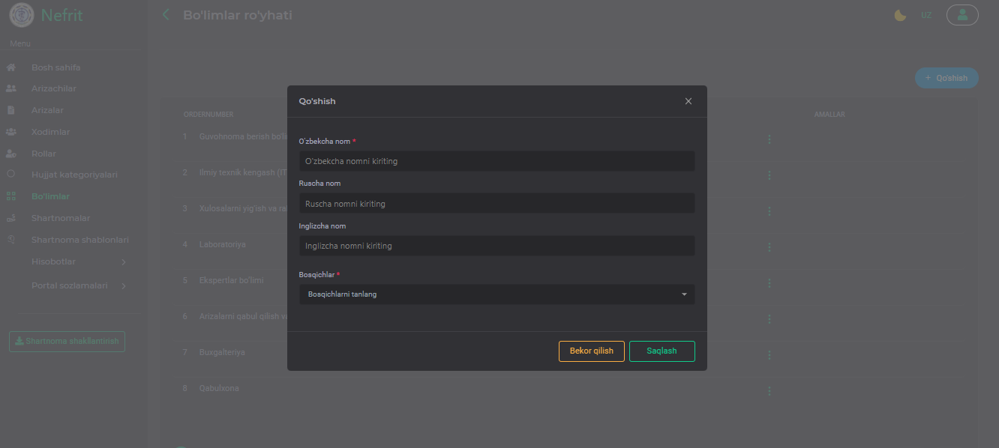 Nefrit
Bo'limlar ro'yhati
UZ
Menu
Bosh sahifa
Arizachilar
Arizalar
Xodimlar
Rollar
Hujjat kategoriyalari
Bo'limlar
Shartnomalar
Shartnoma shablonlari
Hisobotlar
Portal sozlamalari
Shartnoma shakllantirish
+ Qo'shish
ORDERNUMBER
AMALLAR
1 Guvohnoma berish bo'li
2 Ilmiy texnik kengash (IT
3 Xulosalarni yig'ish va ra
4 Laboratoriya
5 Ekspertlar bo'limi
6 Arizalarni qabul qilish va
7 Buxgalteriya
8 Qabulxona
Qo'shish
O'zbekcha nom *
O'zbekcha nomni kiriting
Ruscha nom
Ruscha nomni kiriting
Inglizcha nom
Inglizcha nomni kiriting
Bosqichlar *
Bosqichlarni tanlang
Bekor qilish
Saqlash